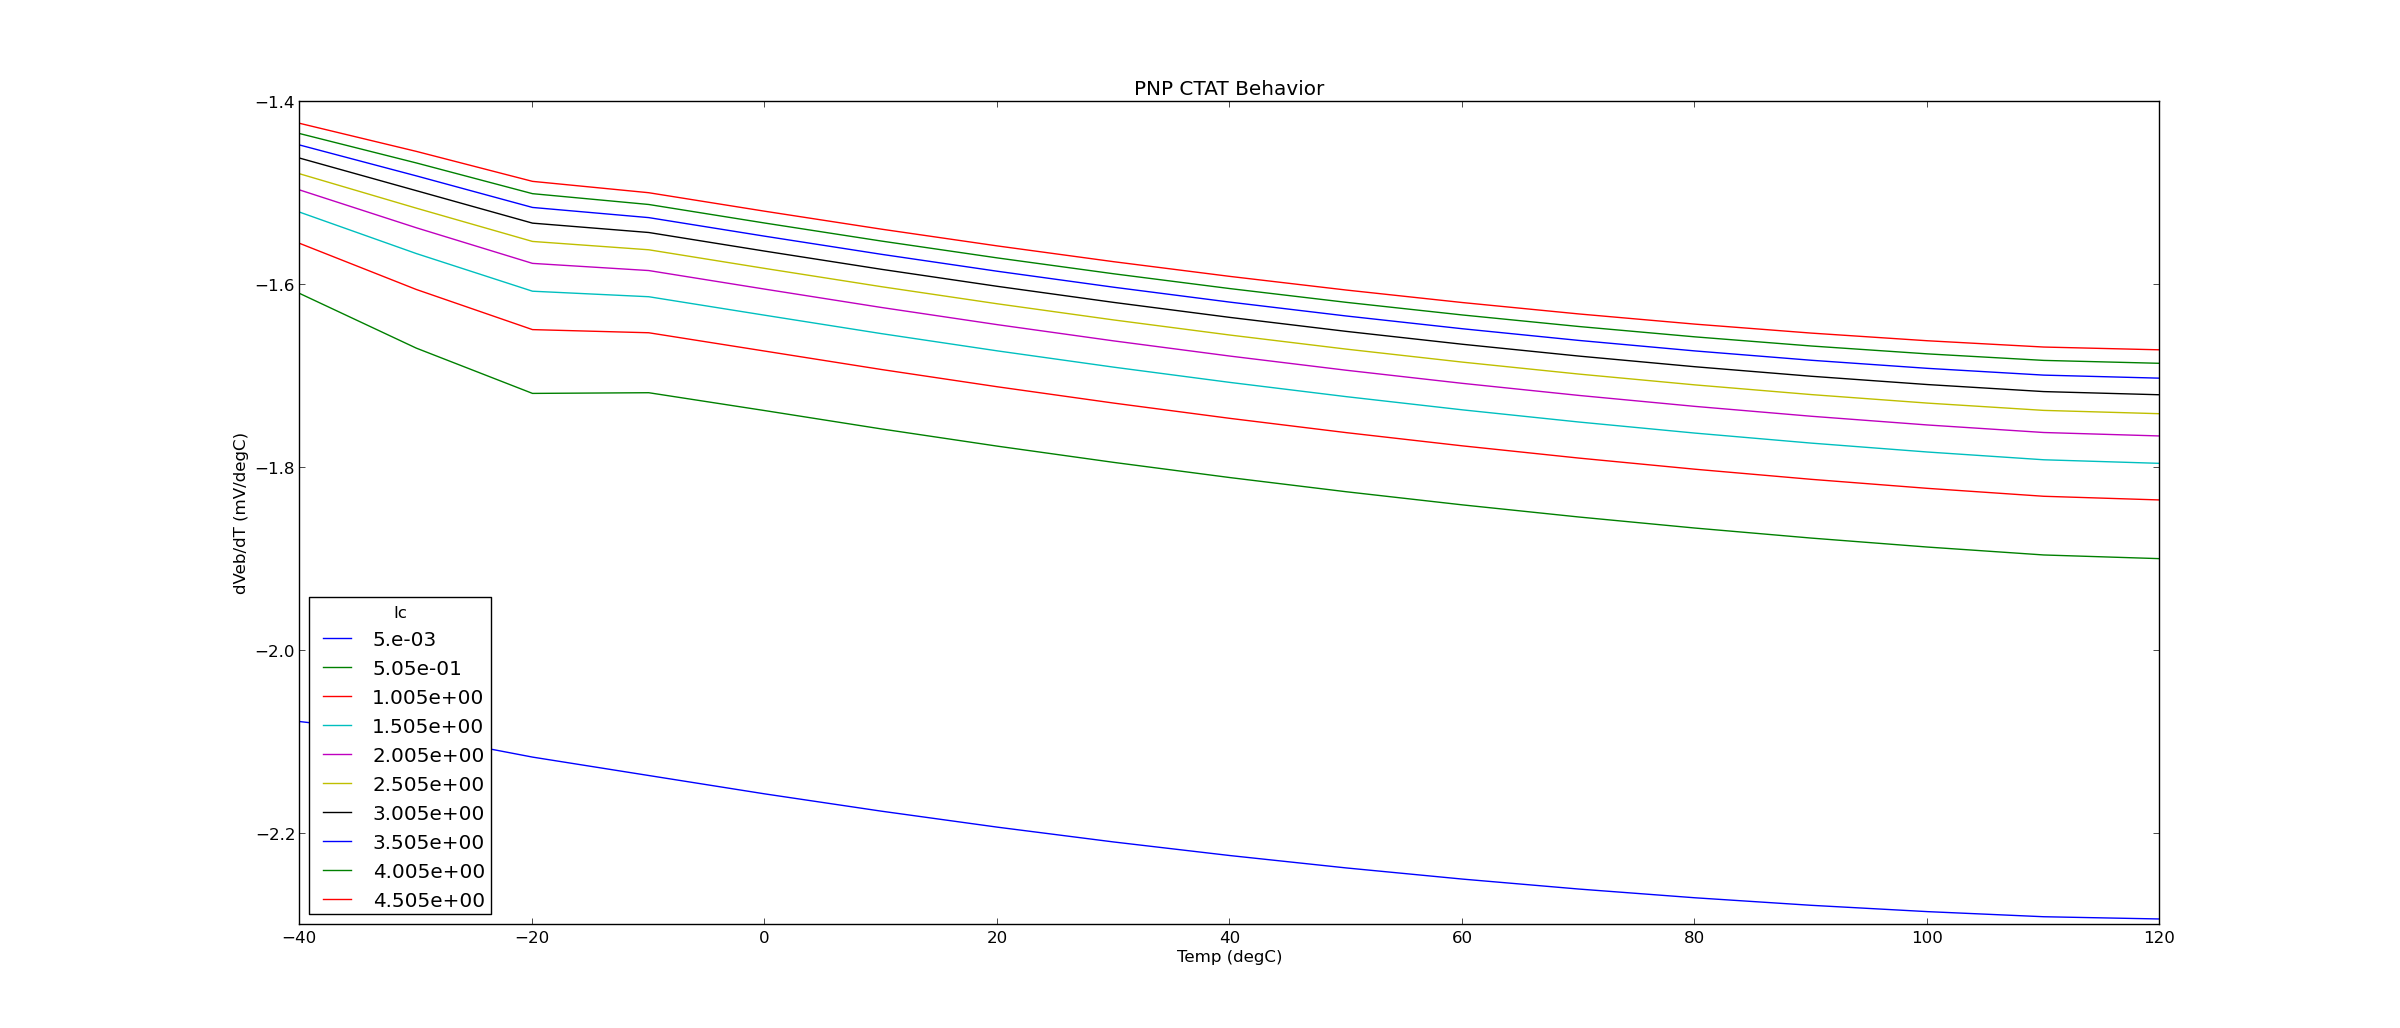 PNP CTAT Behavior
−1.4
−1.6
−1.8
−2.0
−2.2
dVeb/dT (mV/degC)
Ic
5.e-03
5.05e-01
1.005e+00
1.505e+00
2.005e+00
2.505e+00
3.005e+00
3.505e+00
4.005e+00
4.505e+00
−40 −20 0 20 40 60 80 100 120
Temp (degC)